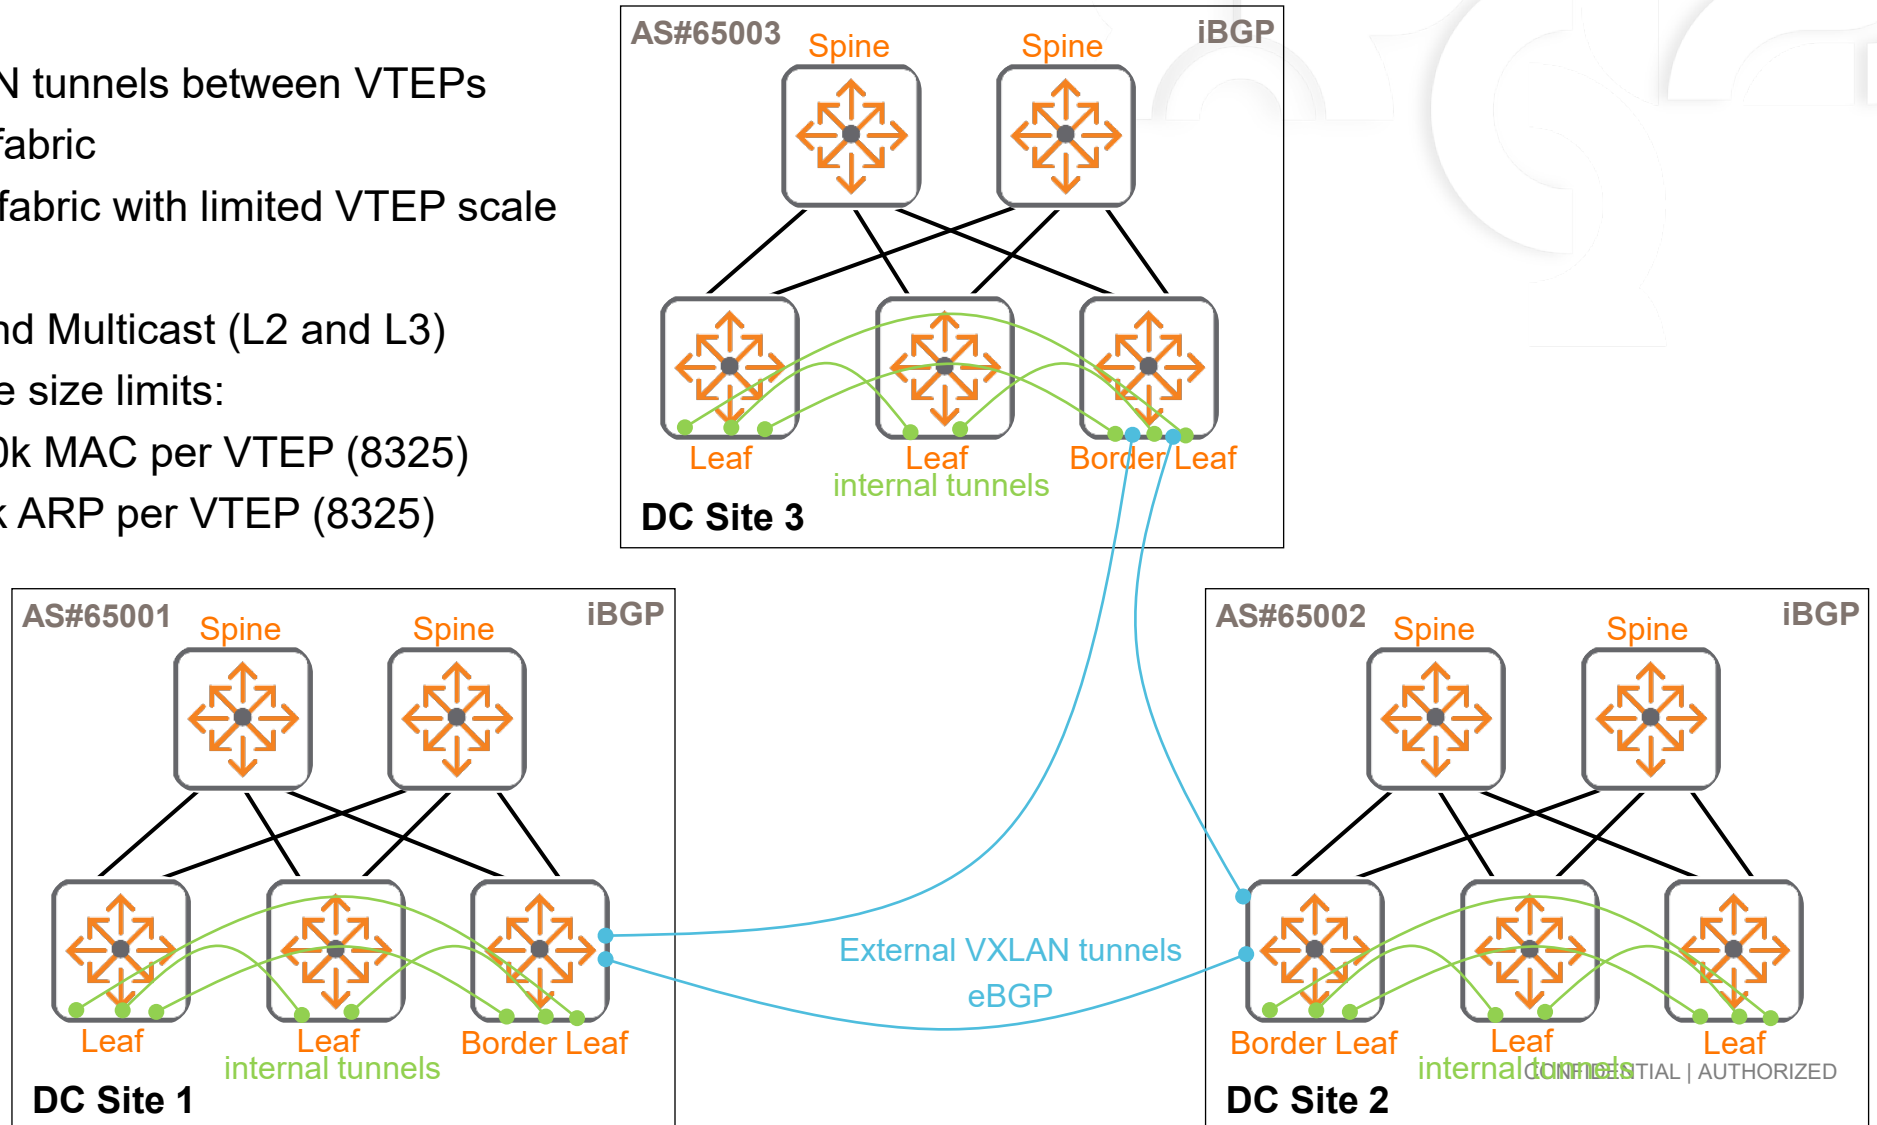 N tunnels between VTEPs
fabric
fabric with limited VTEP scale
nd Multicast (L2 and L3)
e size limits:
0k MAC per VTEP (8325)
k ARP per VTEP (8325)
AS#65003
iBGP
Spine
Spine
Leaf
Leaf
Border Leaf
internal tunnels
DC Site 3
AS#65001
iBGP
Spine
Spine
Leaf
Leaf
Border Leaf
internal tunnels
DC Site 1
External VXLAN tunnels
eBGP
AS#65002
iBGP
Spine
Spine
Border Leaf
Leaf
Leaf
internal tunnels
CONFIDENTIAL | AUTHORIZED
DC Site 2